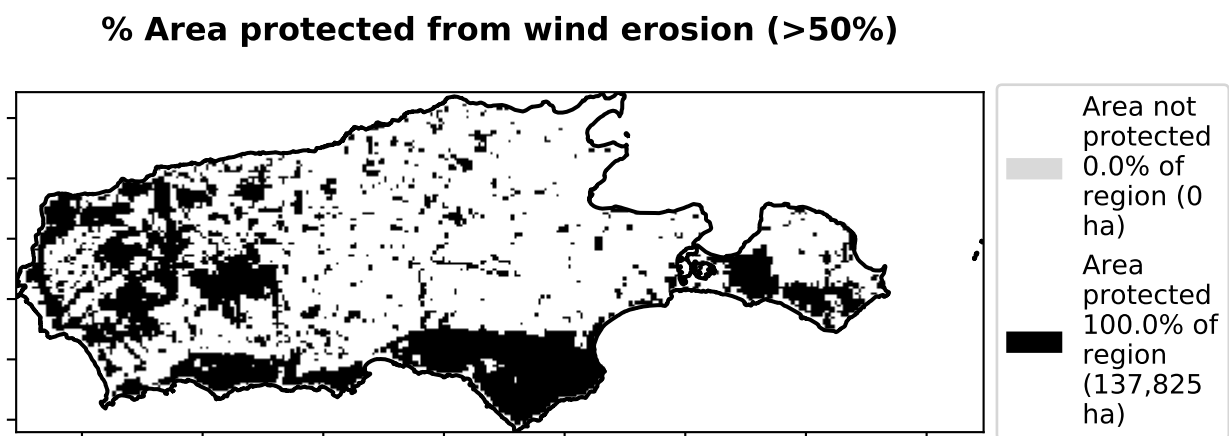 % Area protected from wind erosion (>50%)
Area not
protected
0.0% of
region (0
ha)
Area
protected
100.0% of
region
(137,825
ha)